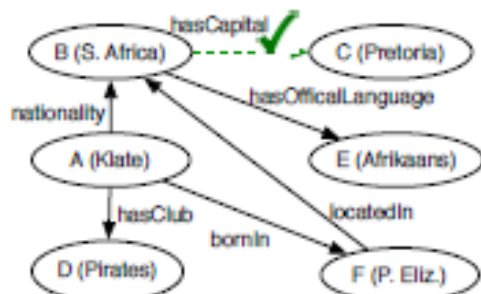 hasCapital
B (S. Africa)
C (Pretoria)
hasOfficalLanguage
nationality
A (Klate)
E (Afrikaans)
hasClub
locatedIn
bornIn
D (Pirates)
F (P. Eliz.)